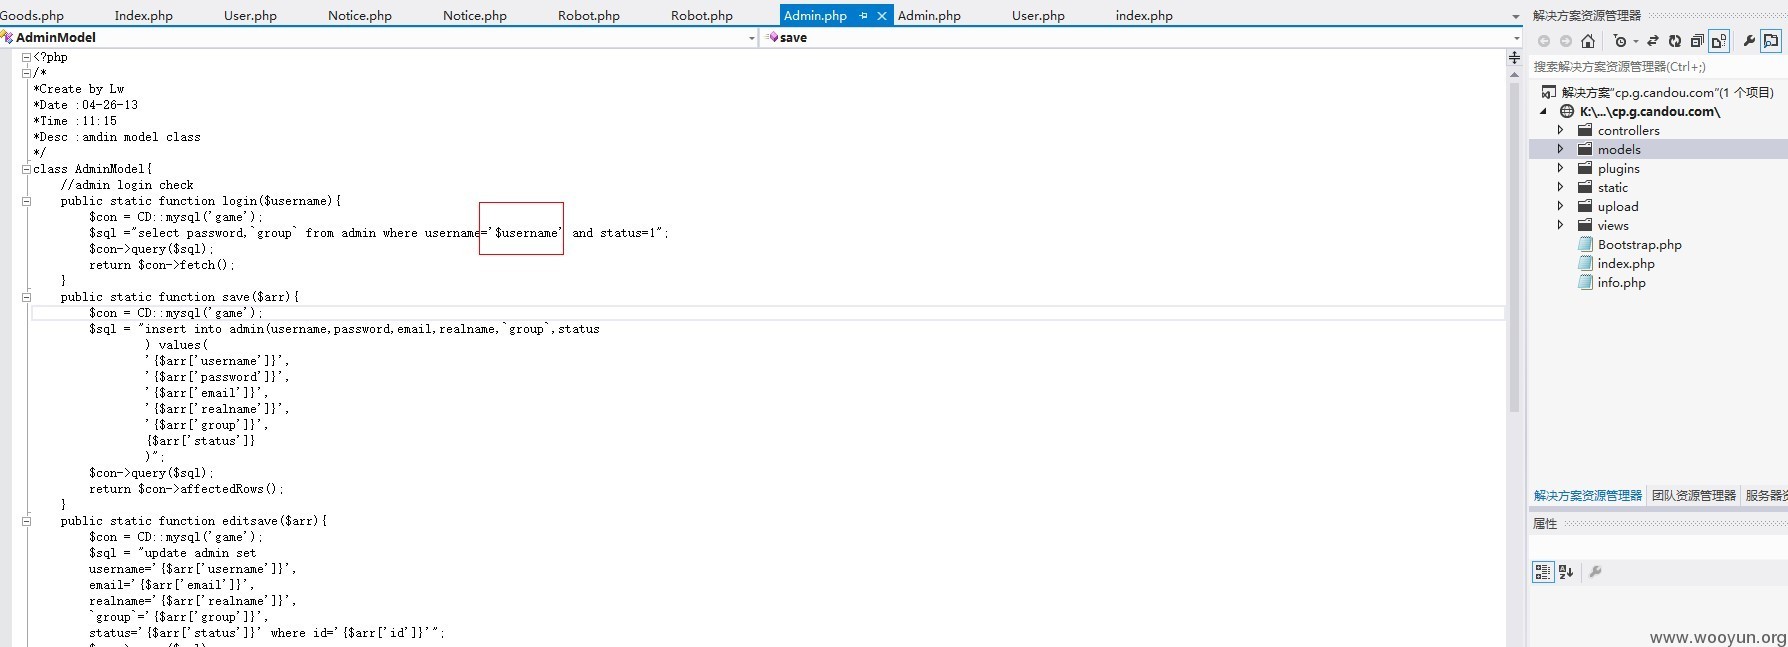 Goods.php Index.php User.php Notice.php Notice.php Robot.php Robot.php Admin.php Admin.php User.php index.php
AdminModel save
<?php
/*
*Create by Lw
*Date :04-26-13
*Time :11:15
*Desc :amdin model class
*/
class AdminModel{
//admin login check
public static function login($username){
$con = CD::mysql('game');
$sql ="select password,`group` from admin where username='$username' and status=1";
$con->query($sql);
return $con->fetch();
}
public static function save($arr){
$con = CD::mysql('game');
$sql = "insert into admin(username,password,email,realname,`group`,status
) values(
'{$arr['username']}',
'{$arr['password']}',
'{$arr['email']}',
'{$arr['realname']}',
'{$arr['group']}',
{$arr['status']}
)";
$con->query($sql);
return $con->affectedRows();
}
public static function editsave($arr){
$con = CD::mysql('game');
$sql = "update admin set
username='{$arr['username']}',
email='{$arr['email']}',
realname='{$arr['realname']}',
`group`='{$arr['group']}',
status='{$arr['status']}' where id='{$arr['id']}'";
解决方案资源管理器
搜索解决方案资源管理器(Ctrl+;)
解决方案"cp.g.candou.com"(1 个项目)
K:\...\cp.g.candou.com\
controllers
models
plugins
static
upload
views
Bootstrap.php
index.php
info.php
解决方案资源管理器 团队资源管理器 服务器资
属性
www.wooyun.org